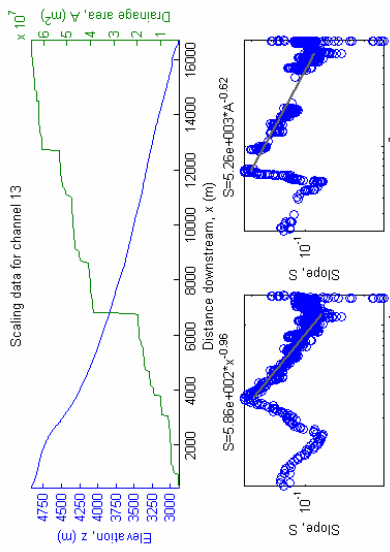 Scaling data for channel 13
x 10^7
Elevation, z (m)
4750
4500
4250
4000
3750
3500
3250
3000
Drainage area, A (m^2)
6
5
4
3
2
1
2000 4000 6000 8000 10000 12000 14000 16000
Distance downstream, x (m)
S=5.86e+002*x^-0.96
Slope, S
10^-1
S=5.26e+003*A^-0.62
Slope, S
10^-1